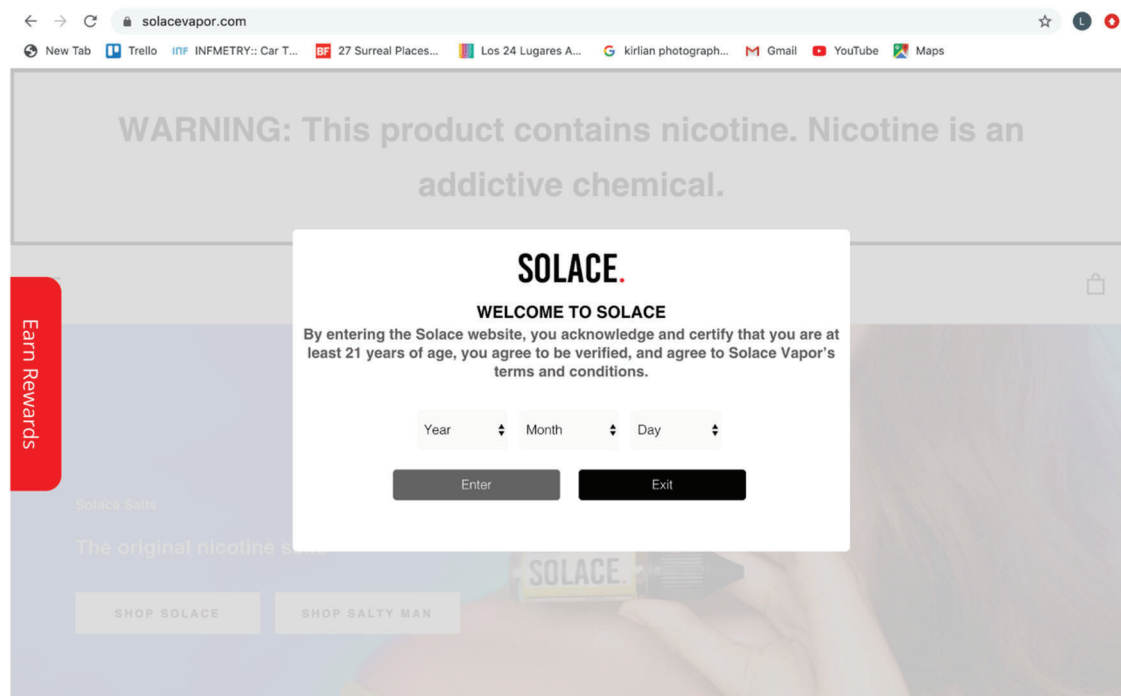 solacevapor.com
L
New Tab Trello INF INFMETRY:: Car T... BF 27 Surreal Places... Los 24 Lugares A... G kirlian photograph... M Gmail YouTube Maps
WARNING: This product contains nicotine. Nicotine is an
addictive chemical.
SOLACE.
WELCOME TO SOLACE
By entering the Solace website, you acknowledge and certify that you are at
least 21 years of age, you agree to be verified, and agree to Solace Vapor's
terms and conditions.
Year Month Day
Enter Exit
Earn Rewards
Solace Salts
The original nicotine
SOLACE.
SHOP SOLACE SHOP SALTY MAN